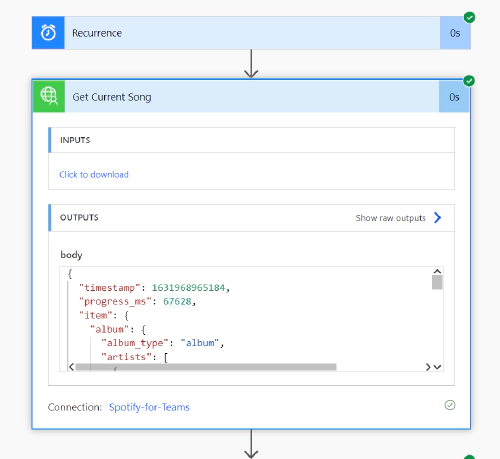 Recurrence
0s
Get Current Song
0s
INPUTS
Click to download
OUTPUTS
Show raw outputs
body
{
"timestamp": 1631968965184,
"progress_ms": 67628,
"item": {
"album": {
"album_type": "album",
"artists": [
Connection: Spotify-for-Teams